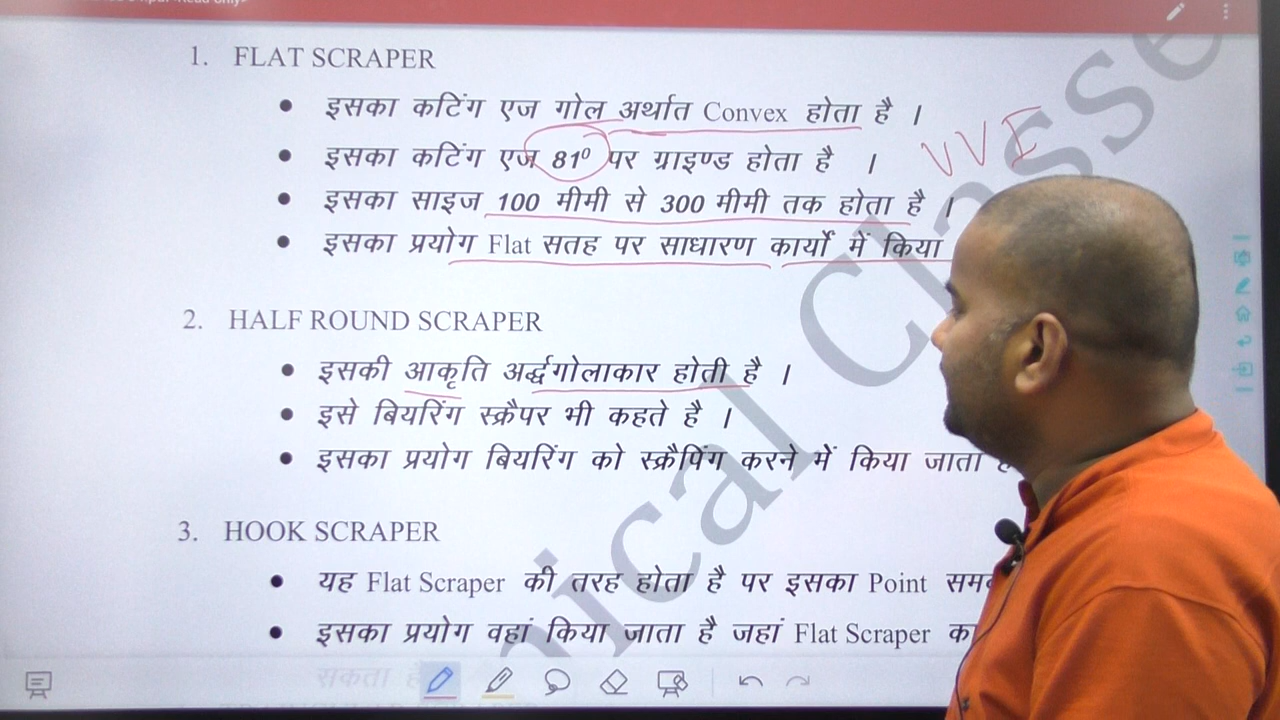 1. FLAT SCRAPER
• इसका कटिंग एज गोल अर्थात Convex होता है ।
• इसका कटिंग एज 81⁰ पर ग्राइण्ड होता है ।
VVI
• इसका साइज 100 मीमी से 300 मीमी तक होता है ।
• इसका प्रयोग Flat सतह पर साधारण कार्यों में किया
2. HALF ROUND SCRAPER
• इसकी आकृति अर्द्धगोलाकार होती है ।
• इसे बियरिंग स्क्रैपर भी कहते है ।
• इसका प्रयोग बियरिंग को स्क्रैपिंग करने में किया जाता
3. HOOK SCRAPER
• यह Flat Scraper की तरह होता है पर इसका Point
• इसका प्रयोग वहां किया जाता है जहां Flat Scraper
सकता